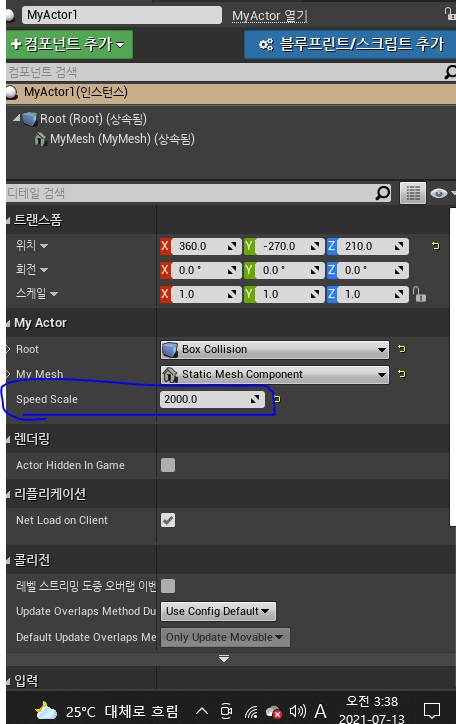 MyActor1 MyActor 열기
+ 컴포넌트 추가 블루프린트/스크립트 추가
컴포넌트 검색
MyActor1(인스턴스)
Root (Root) (상속됨)
MyMesh (MyMesh) (상속됨)
디테일 검색
트랜스폼
위치 X 360.0 Y -270.0 Z 210.0
회전 X 0.0 ° Y 0.0 ° Z 0.0 °
스케일 X 1.0 Y 1.0 Z 1.0
My Actor
Root Box Collision
My Mesh Static Mesh Component
Speed Scale 2000.0
렌더링
Actor Hidden In Game
리플리케이션
Net Load on Client
콜리전
레벨 스트리밍 도중 오버랩 이벤
Update Overlaps Method Du Use Config Default
Default Update Overlaps Me Only Update Movable
입력
25°C 대체로 흐림 A 오전 3:38
2021-07-13